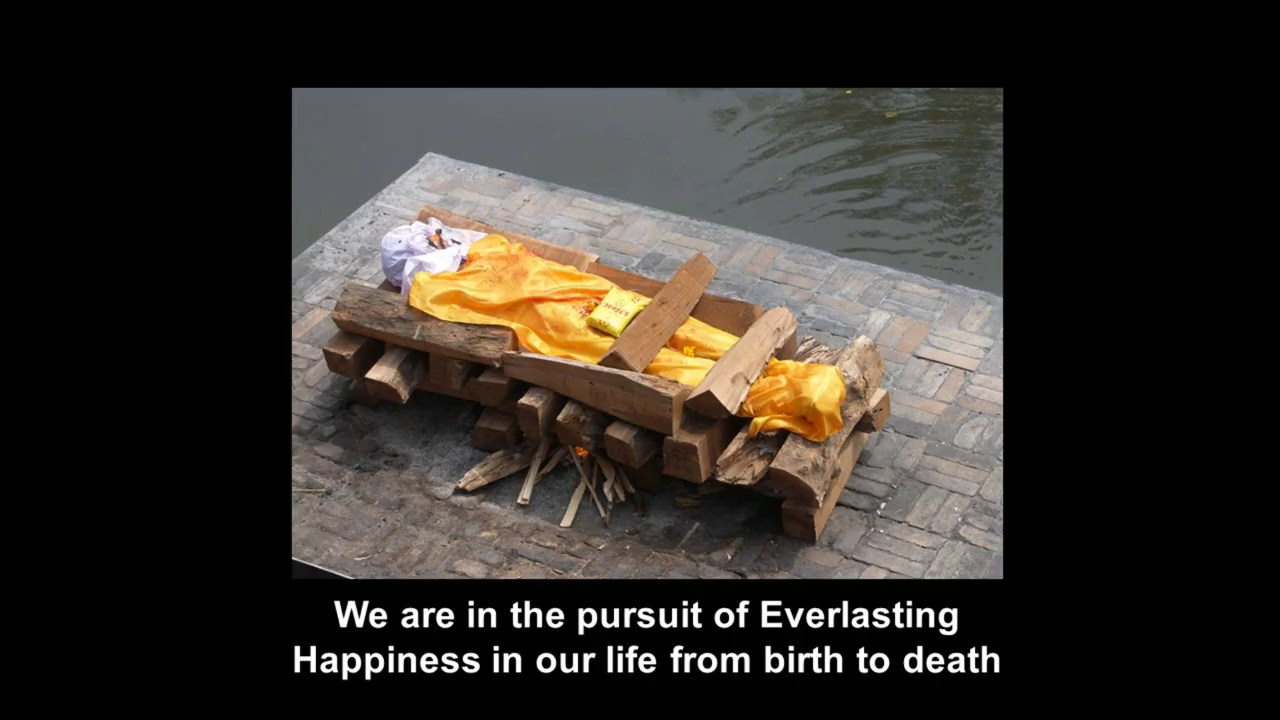 We are in the pursuit of Everlasting
Happiness in our life from birth to death